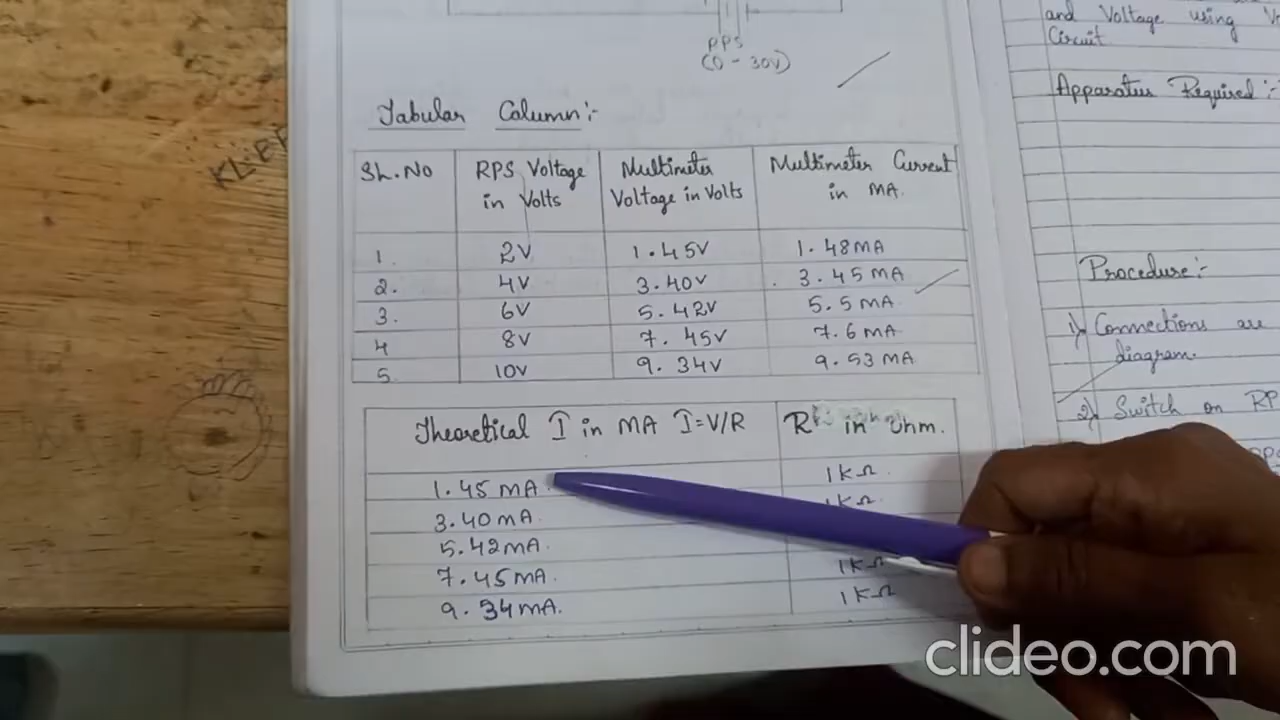 RPS
(0 - 30V)
Tabular Column:-
SL.NO
RPS Voltage in Volts
Multimeter Voltage in Volts
Multimeter Current in MA.
1. 2V 1.45V 1.48MA
2. 4V 3.40V 3.45MA
3. 6V 5.42V 5.5MA
4 8V 7.45V 7.6MA
5. 10V 9.34V 9.53MA
Theoretical I in MA I=V/R R in ohm.
1.45MA. 1KΩ
3.40MA. 1KΩ
5.42MA.
7.45MA. 1KΩ
9.34MA. 1KΩ
and Voltage using
Circuit.
Apparatus Required:-
Procedure:-
1) Connections are
diagram.
2) Switch on RP
clideo.com